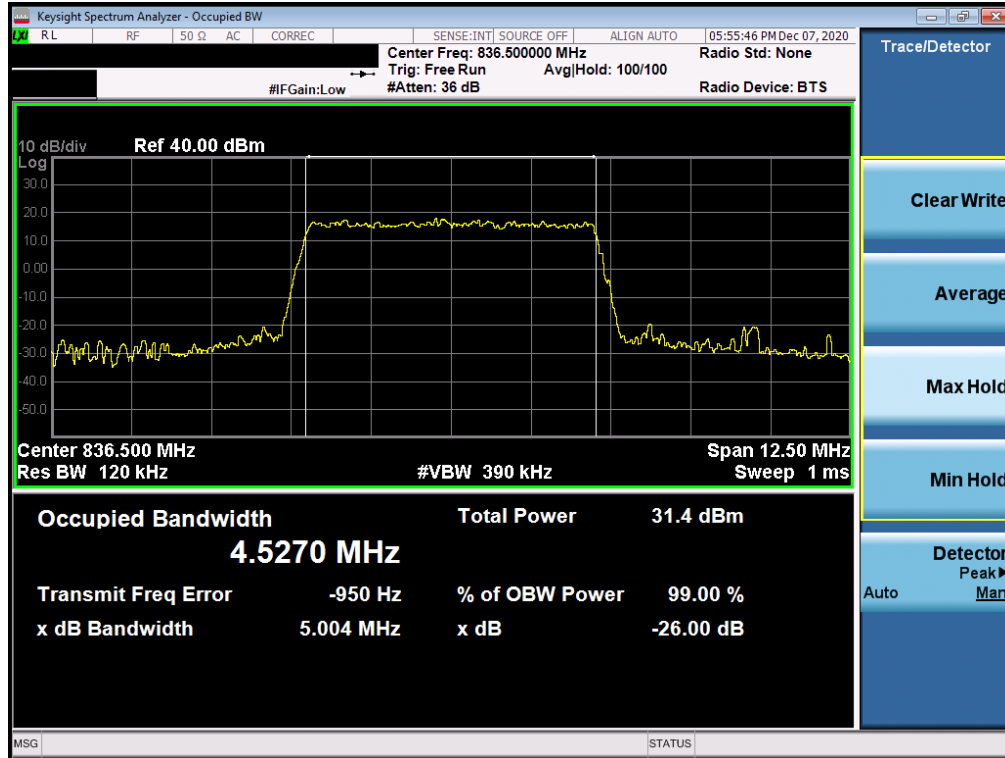 Keysight Spectrum Analyzer - Occupied BW
LXI RL RF 50 Ω AC CORREC SENSE:INT SOURCE OFF ALIGN AUTO 05:55:46 PM Dec 07, 2020
Center Freq: 836.500000 MHz Radio Std: None
Trig: Free Run Avg|Hold: 100/100
#IFGain:Low #Atten: 36 dB Radio Device: BTS
Trace/Detector
10 dB/div Ref 40.00 dBm
Log
30.0
20.0
10.0
0.00
-10.0
-20.0
-30.0
-40.0
-50.0
Center 836.500 MHz Span 12.50 MHz
Res BW 120 kHz #VBW 390 kHz Sweep 1 ms
Occupied Bandwidth Total Power 31.4 dBm
4.5270 MHz
Transmit Freq Error -950 Hz % of OBW Power 99.00 %
x dB Bandwidth 5.004 MHz x dB -26.00 dB
Clear Write
Average
Max Hold
Min Hold
Detector
Peak
Auto Man
MSG STATUS